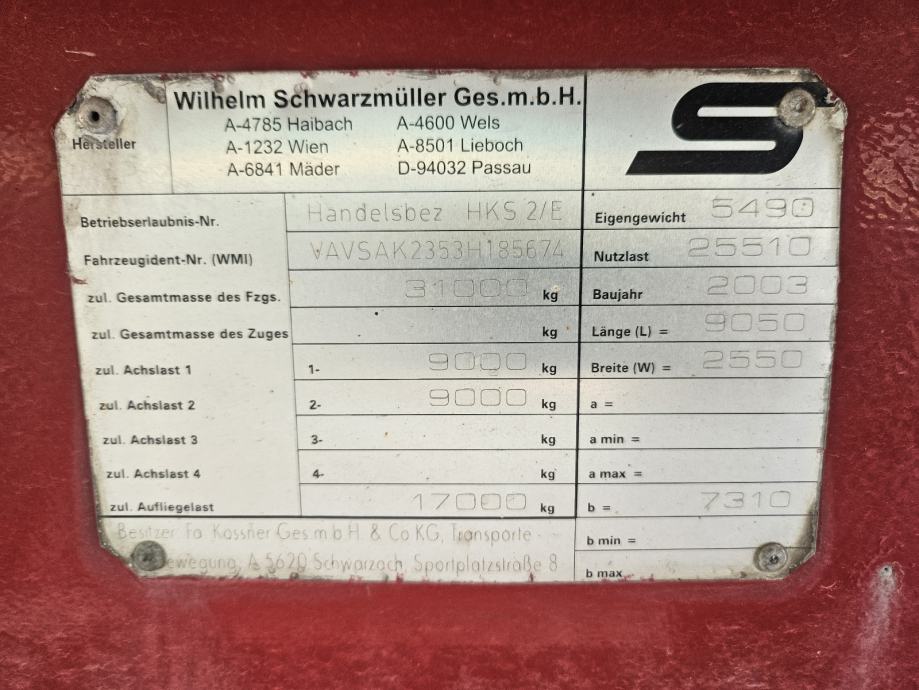 Hersteller
Wilhelm Schwarzmüller Ges.m.b.H.
A-4785 Haibach A-4600 Wels
A-1232 Wien A-8501 Lieboch
A-6841 Mäder D-94032 Passau
S
Betriebserlaubnis-Nr. Handelsbez HKS 2/E
Fahrzeugident-Nr. (WMI) VAVSAK2353H185674
zul. Gesamtmasse des Fzgs. 31000 kg
zul. Gesamtmasse des Zuges kg
zul. Achslast 1 1- 9000 kg
zul. Achslast 2 2- 9000 kg
zul. Achslast 3 3- kg
zul. Achslast 4 4- kg
zul. Aufliegelast 17000 kg
Besitzer Fa. Kössner Ges.m.b.H & Co KG, Transporte -
ewegung, A 5620 Schwarzach, Sportplatzstraße 8
Eigengewicht 5490
Nutzlast 25510
Baujahr 2003
Länge (L) = 9050
Breite (W) = 2550
a =
a min =
a max =
b = 7310
b min =
b max